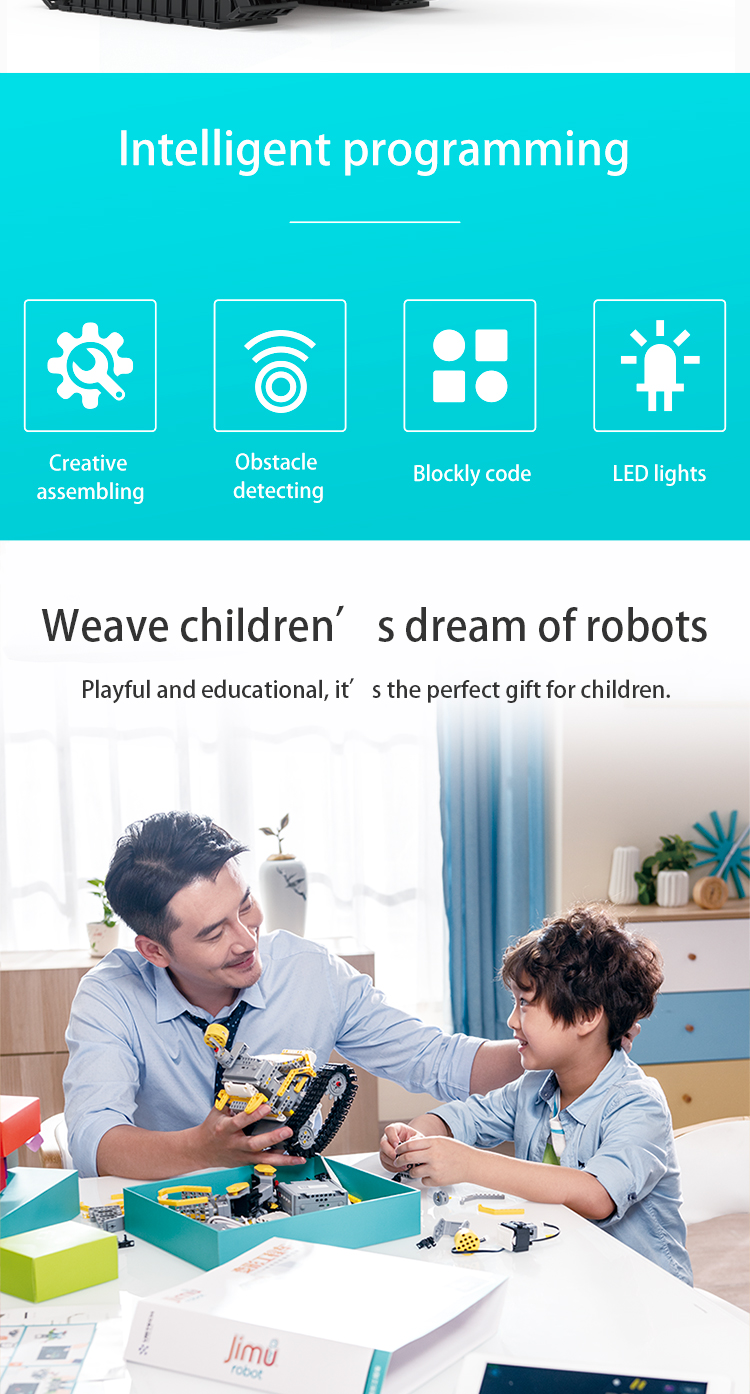 Intelligent programming
Creative
assembling
Obstacle
detecting
Blockly code
LED lights
Weave children′ s dream of robots
Playful and educational, it′ s the perfect gift for children.
Jimu
robot